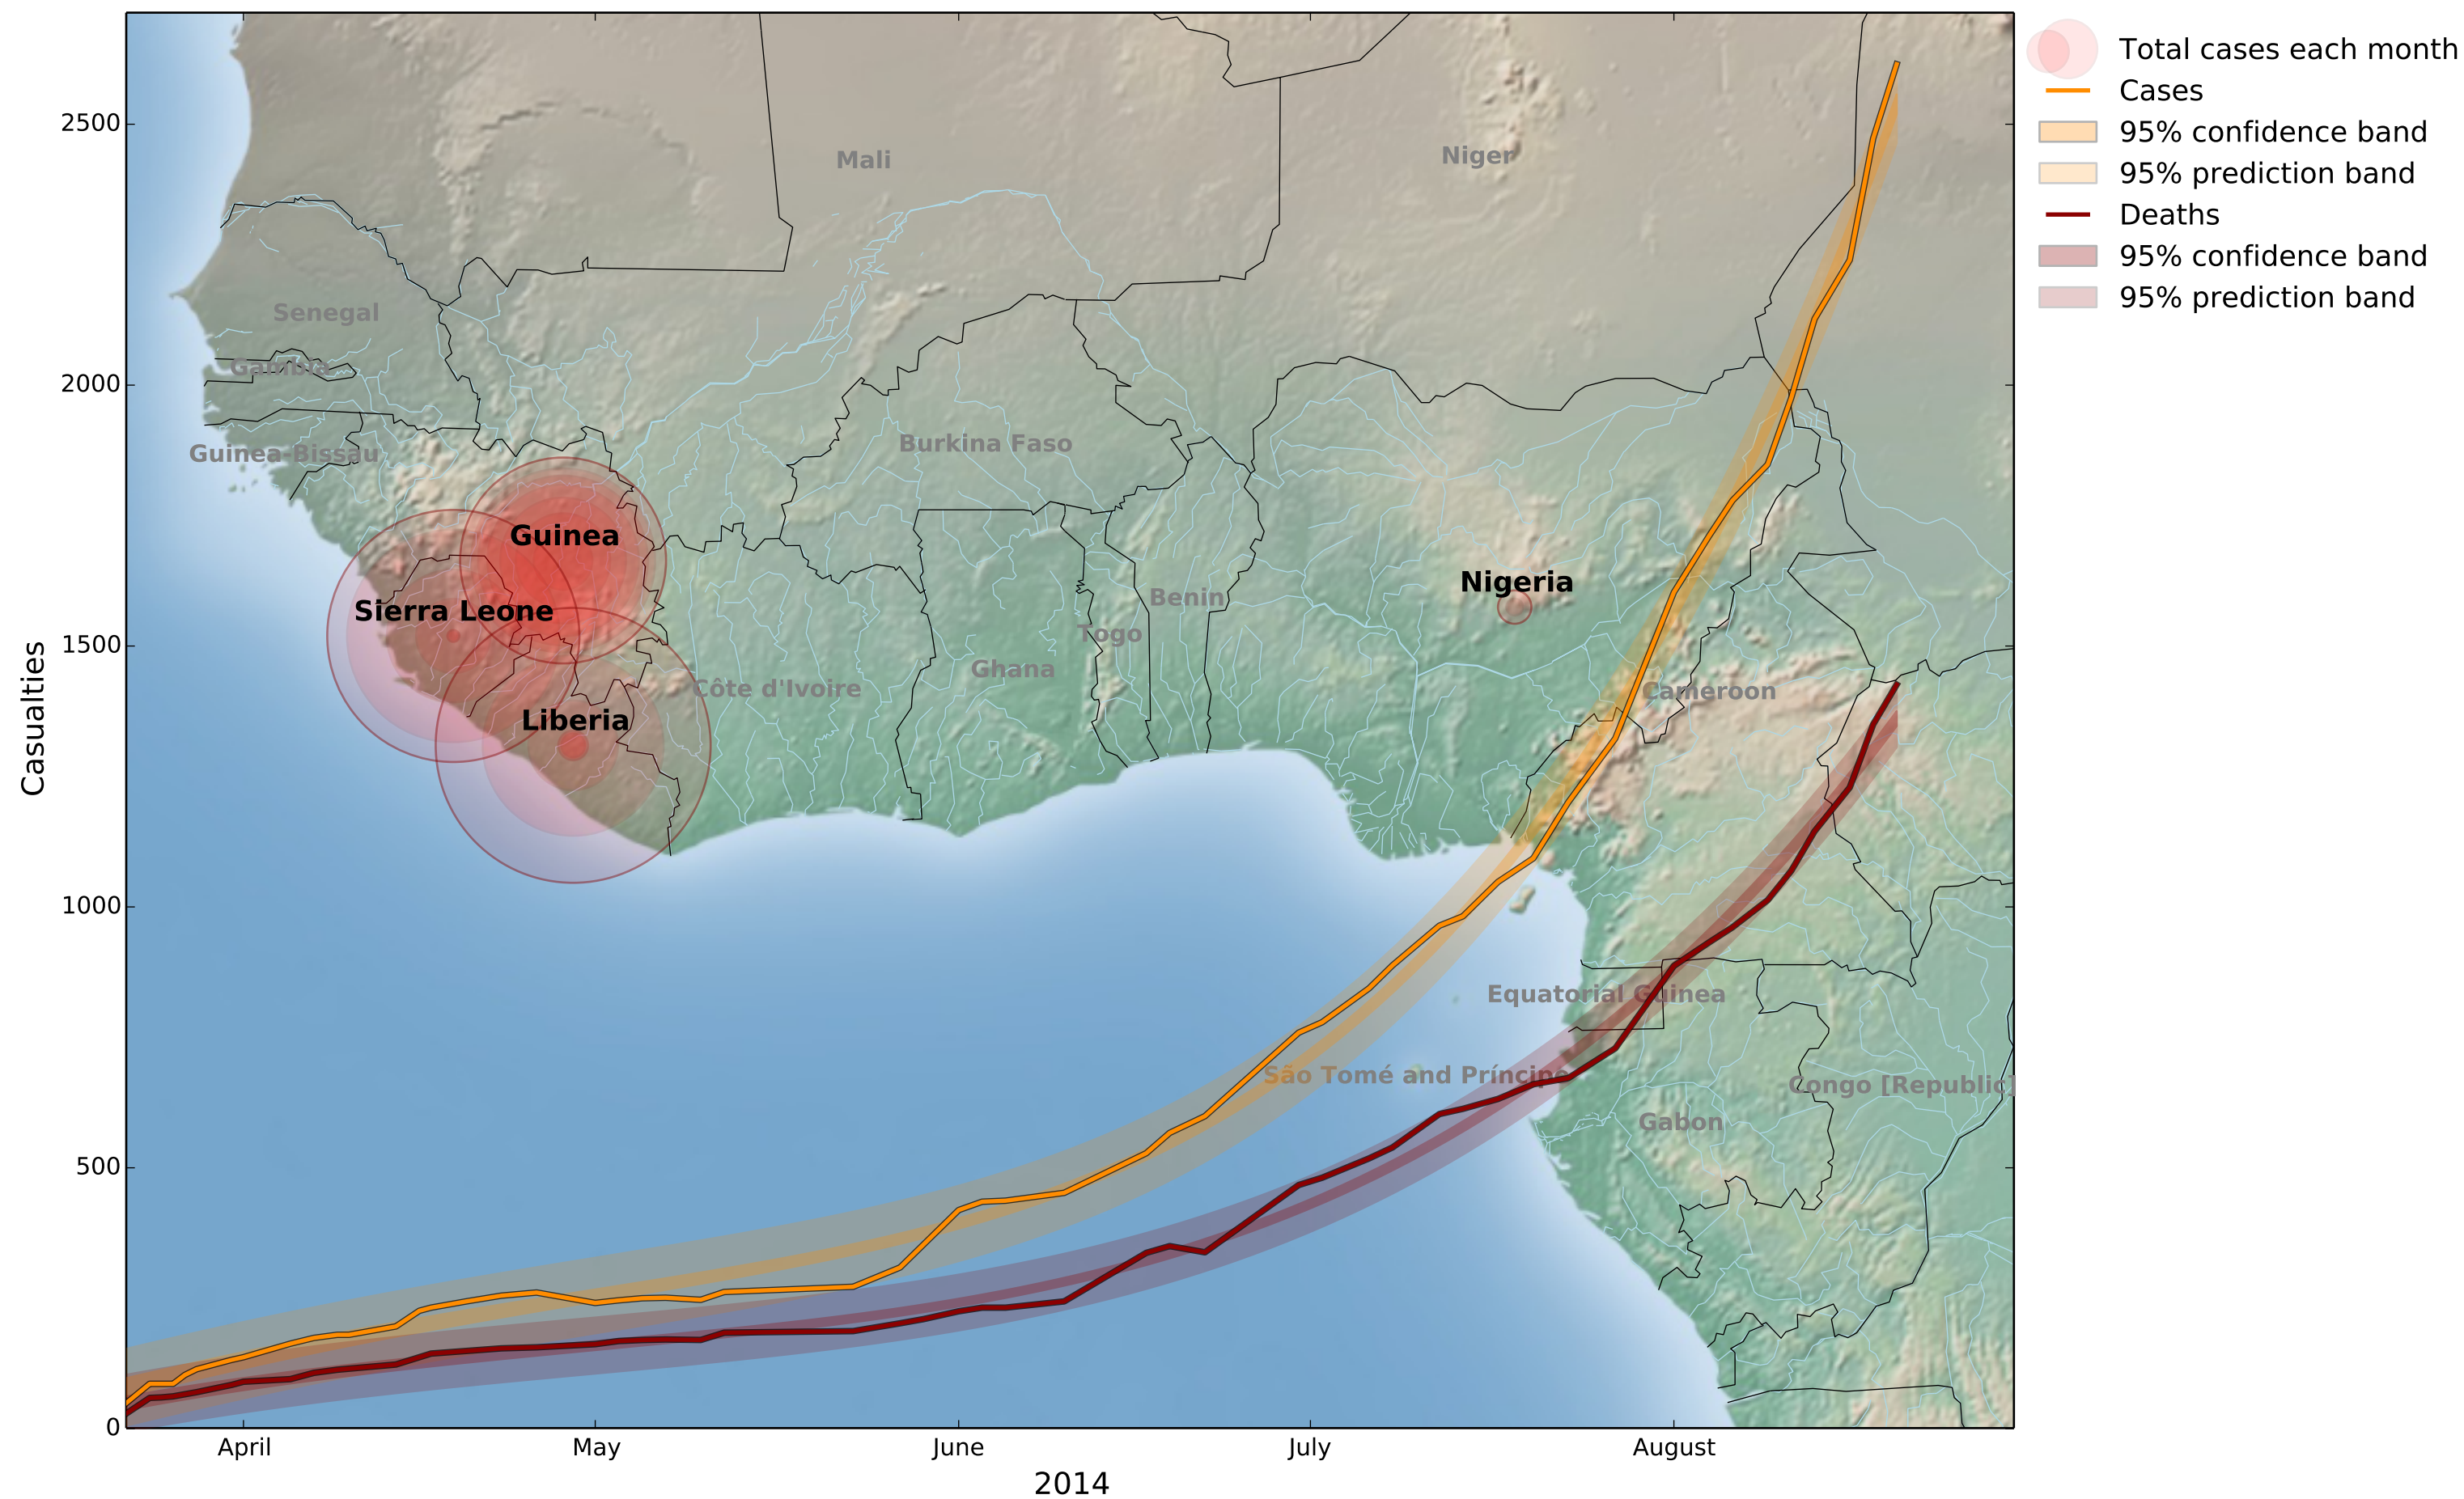 Total cases each month
Cases
95% confidence band
95% prediction band
Deaths
95% confidence band
95% prediction band
Casualties
2500
2000
1500
1000
500
0
Mali
Niger
Senegal
Gambia
Guinea-Bissau
Burkina Faso
Guinea
Nigeria
Sierra Leone
Benin
Togo
Ghana
Côte d'Ivoire
Cameroon
Liberia
Equatorial Guinea
São Tomé and Príncipe
Congo [Republic]
Gabon
April
May
June
July
August
2014